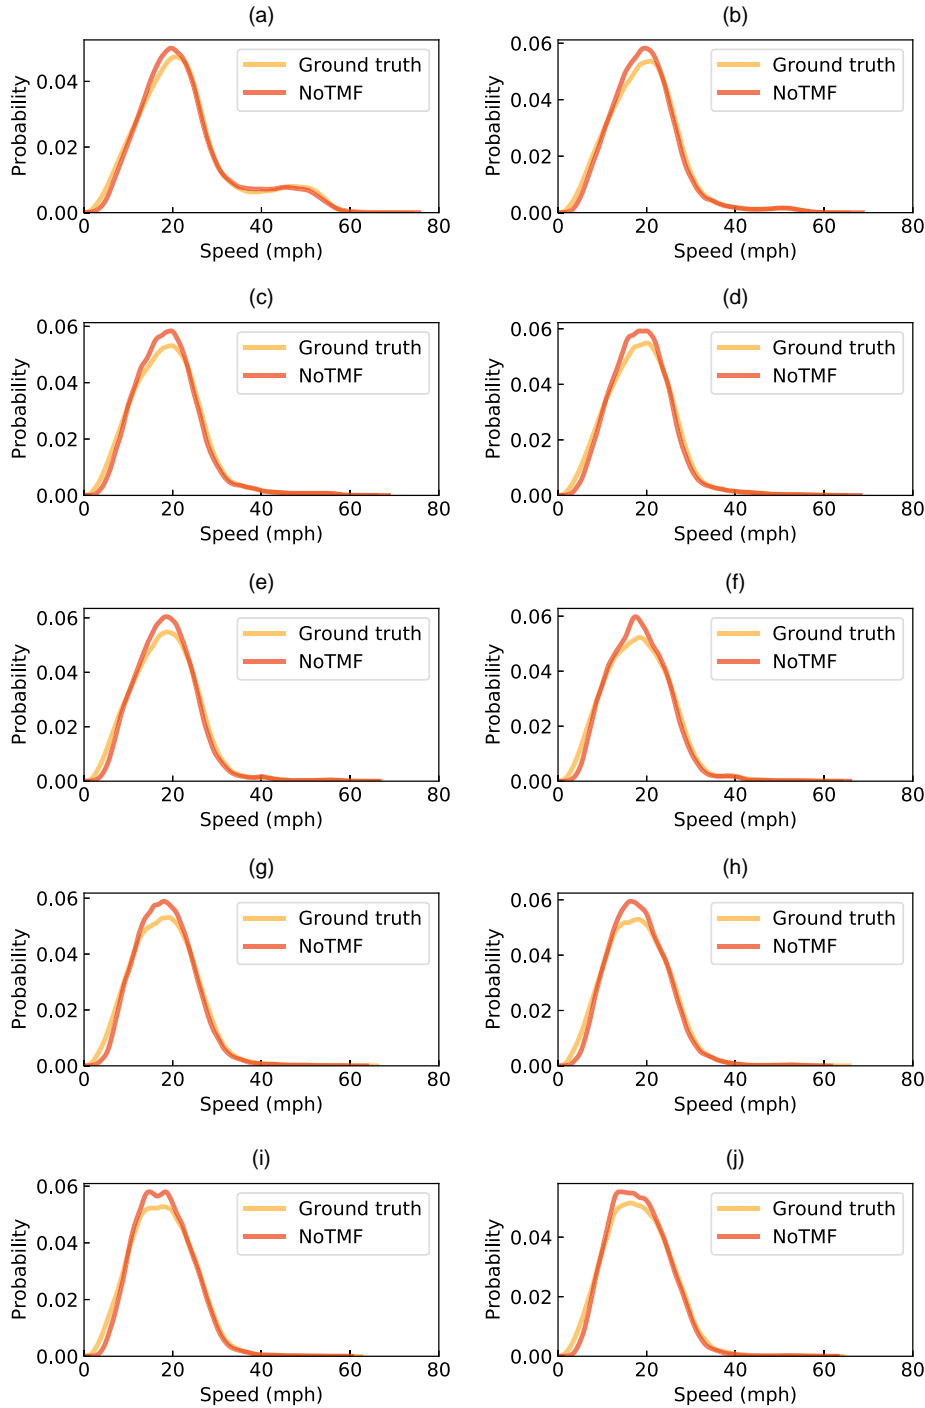 (a)
Probability
0.04
0.02
0.00
Ground truth
NoTMF
0 20 40 60 80
Speed (mph)
(b)
Probability
0.06
0.04
0.02
0.00
Ground truth
NoTMF
0 20 40 60 80
Speed (mph)
(c)
Probability
0.06
0.04
0.02
0.00
Ground truth
NoTMF
0 20 40 60 80
Speed (mph)
(d)
Probability
0.06
0.04
0.02
0.00
Ground truth
NoTMF
0 20 40 60 80
Speed (mph)
(e)
Probability
0.06
0.04
0.02
0.00
Ground truth
NoTMF
0 20 40 60 80
Speed (mph)
(f)
Probability
0.06
0.04
0.02
0.00
Ground truth
NoTMF
0 20 40 60 80
Speed (mph)
(g)
Probability
0.06
0.04
0.02
0.00
Ground truth
NoTMF
0 20 40 60 80
Speed (mph)
(h)
Probability
0.06
0.04
0.02
0.00
Ground truth
NoTMF
0 20 40 60 80
Speed (mph)
(i)
Probability
0.06
0.04
0.02
0.00
Ground truth
NoTMF
0 20 40 60 80
Speed (mph)
(j)
Probability
0.04
0.02
0.00
Ground truth
NoTMF
0 20 40 60 80
Speed (mph)